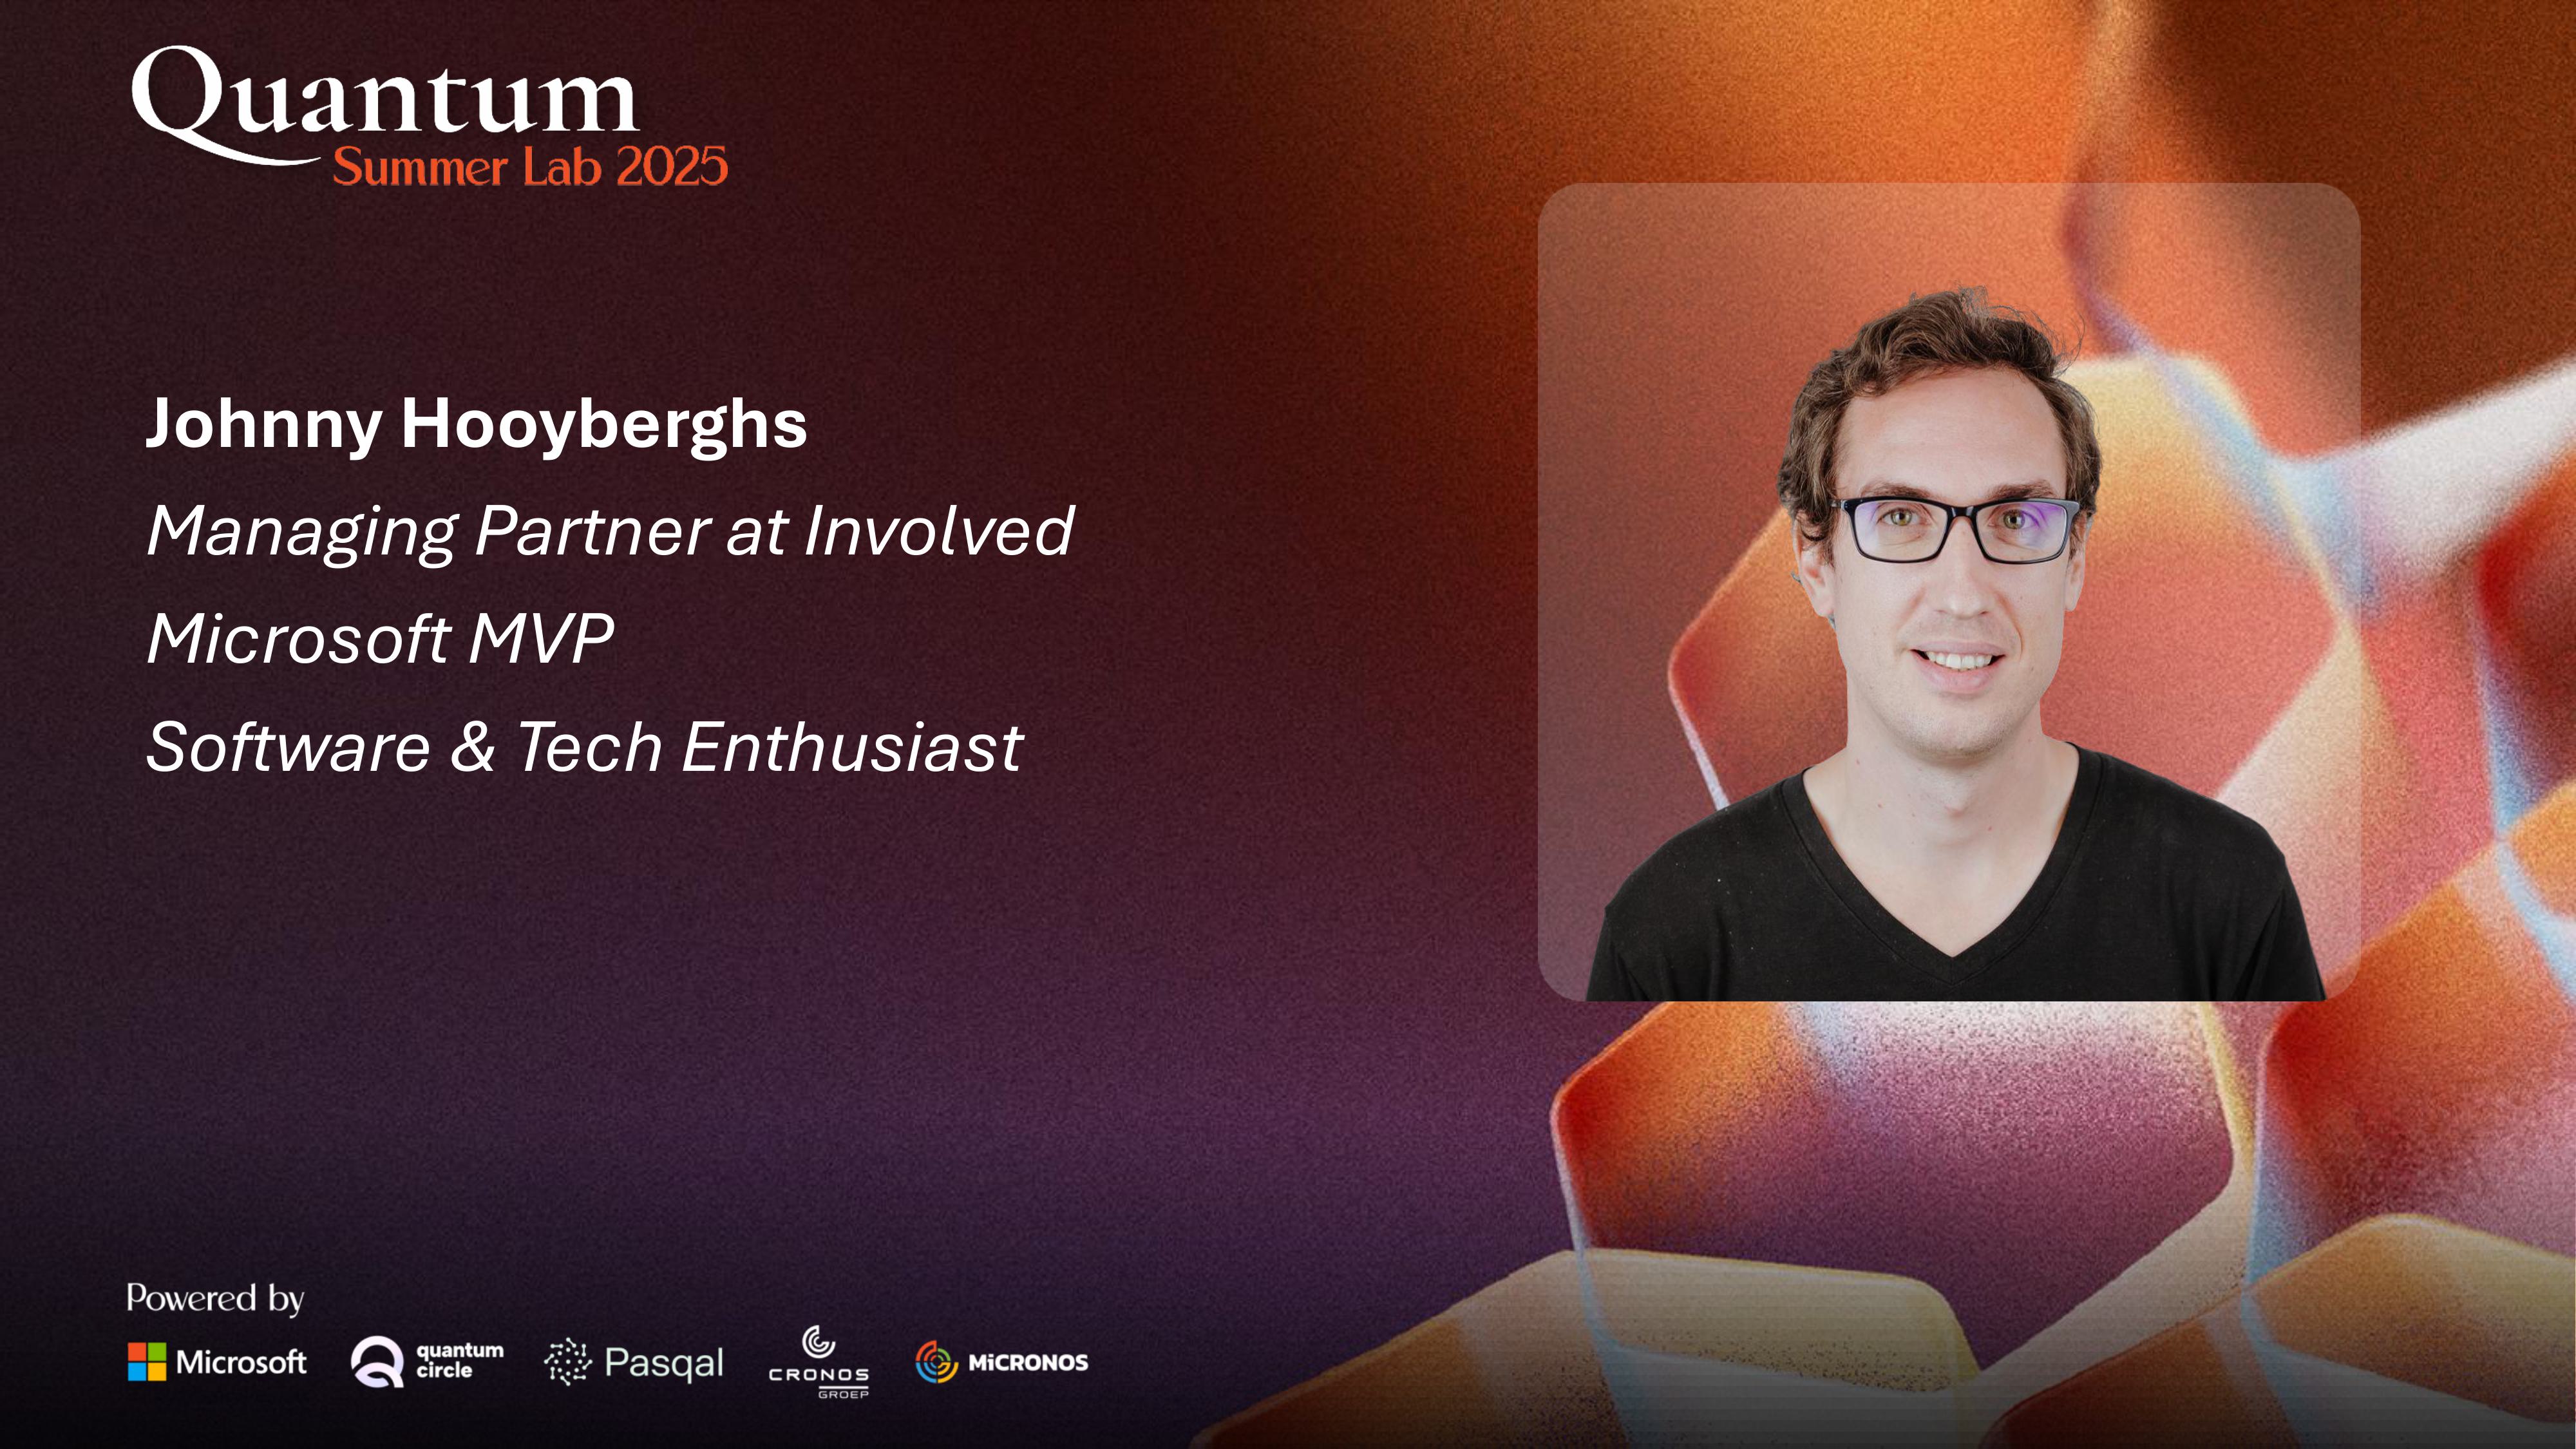 Quantum
Summer Lab 2025
Johnny Hooyberghs
Managing Partner at Involved
Microsoft MVP
Software & Tech Enthusiast
Powered by
Microsoft
quantum
circle
Pasqal
CRONOS
GROEP
MiCRONOS